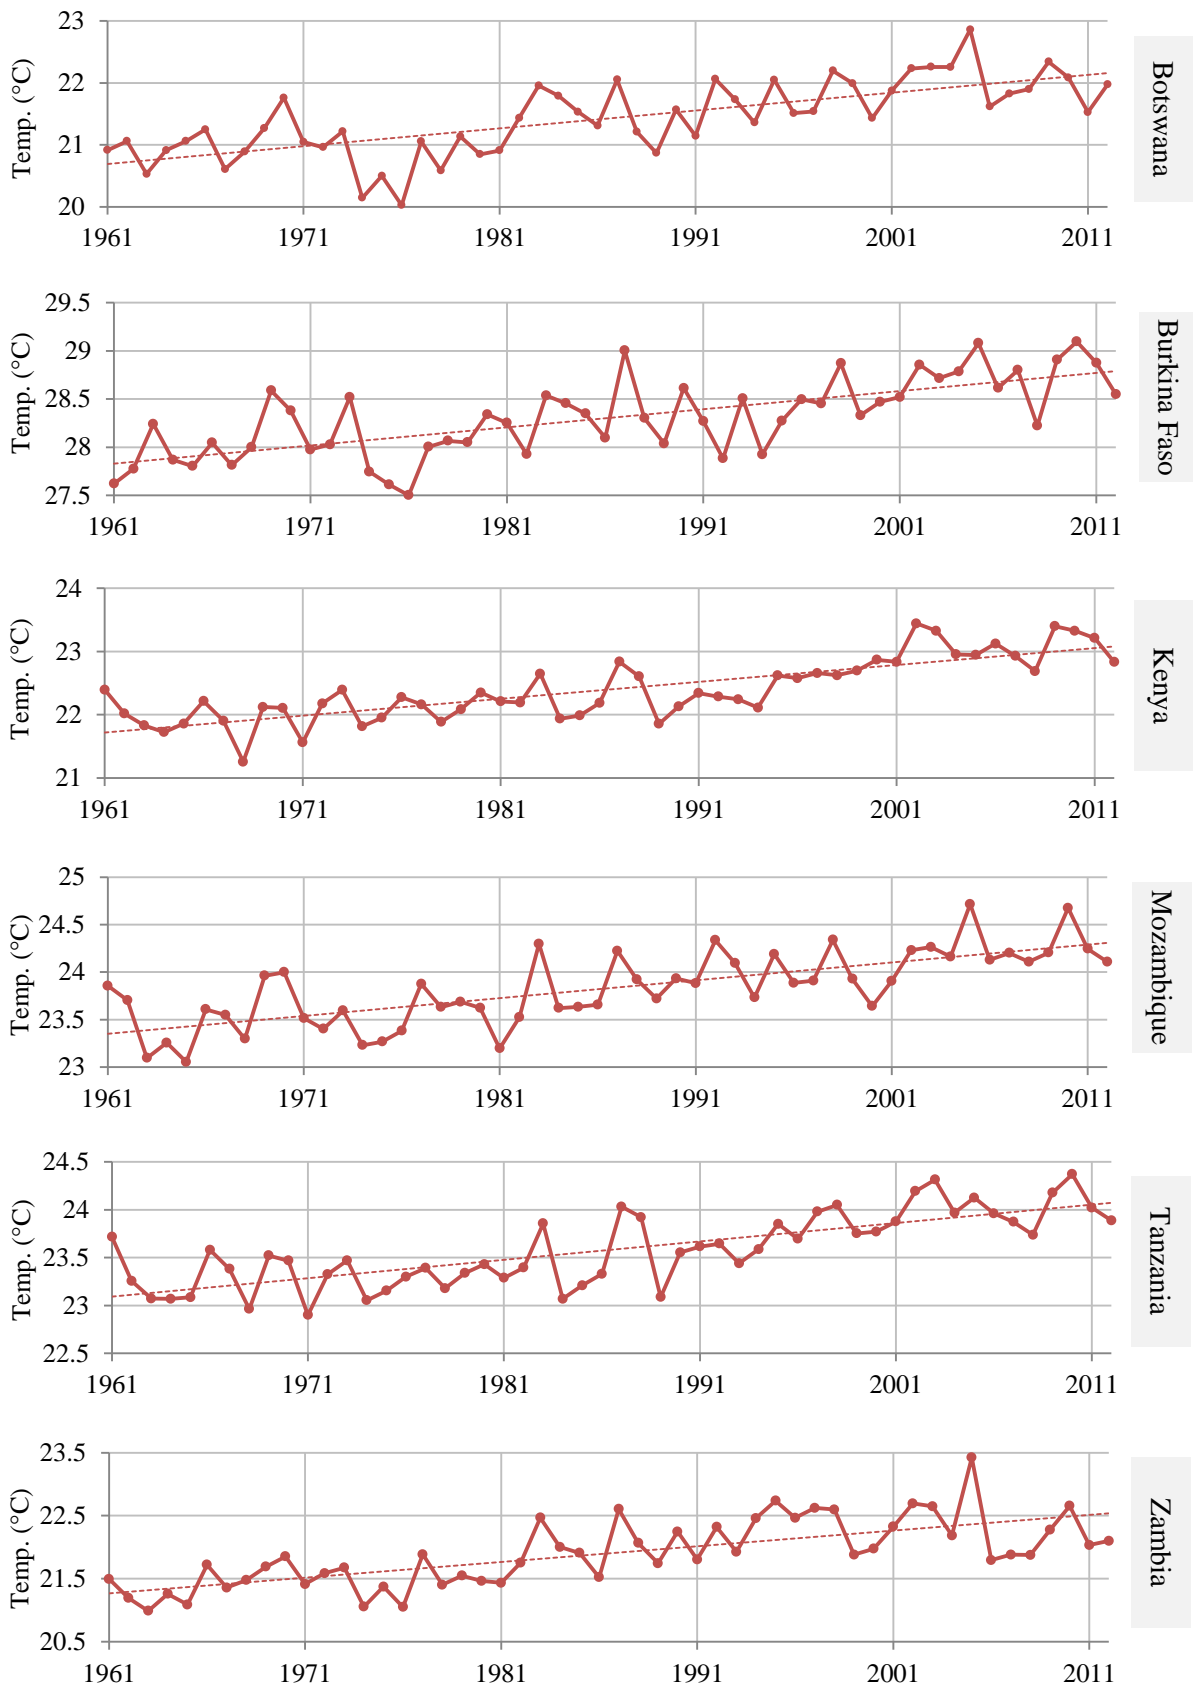 23
22
21
20
Temp. (°C)
1961 1971 1981 1991 2001 2011
Botswana
29.5
29
28.5
28
27.5
Temp. (°C)
1961 1971 1981 1991 2001 2011
Burkina Faso
24
23
22
21
Temp. (°C)
1961 1971 1981 1991 2001 2011
Kenya
25
24.5
24
23.5
23
Temp. (°C)
1961 1971 1981 1991 2001 2011
Mozambique
24.5
24
23.5
23
22.5
Temp. (°C)
1961 1971 1981 1991 2001 2011
Tanzania
23.5
22.5
21.5
20.5
Temp. (°C)
1961 1971 1981 1991 2001 2011
Zambia